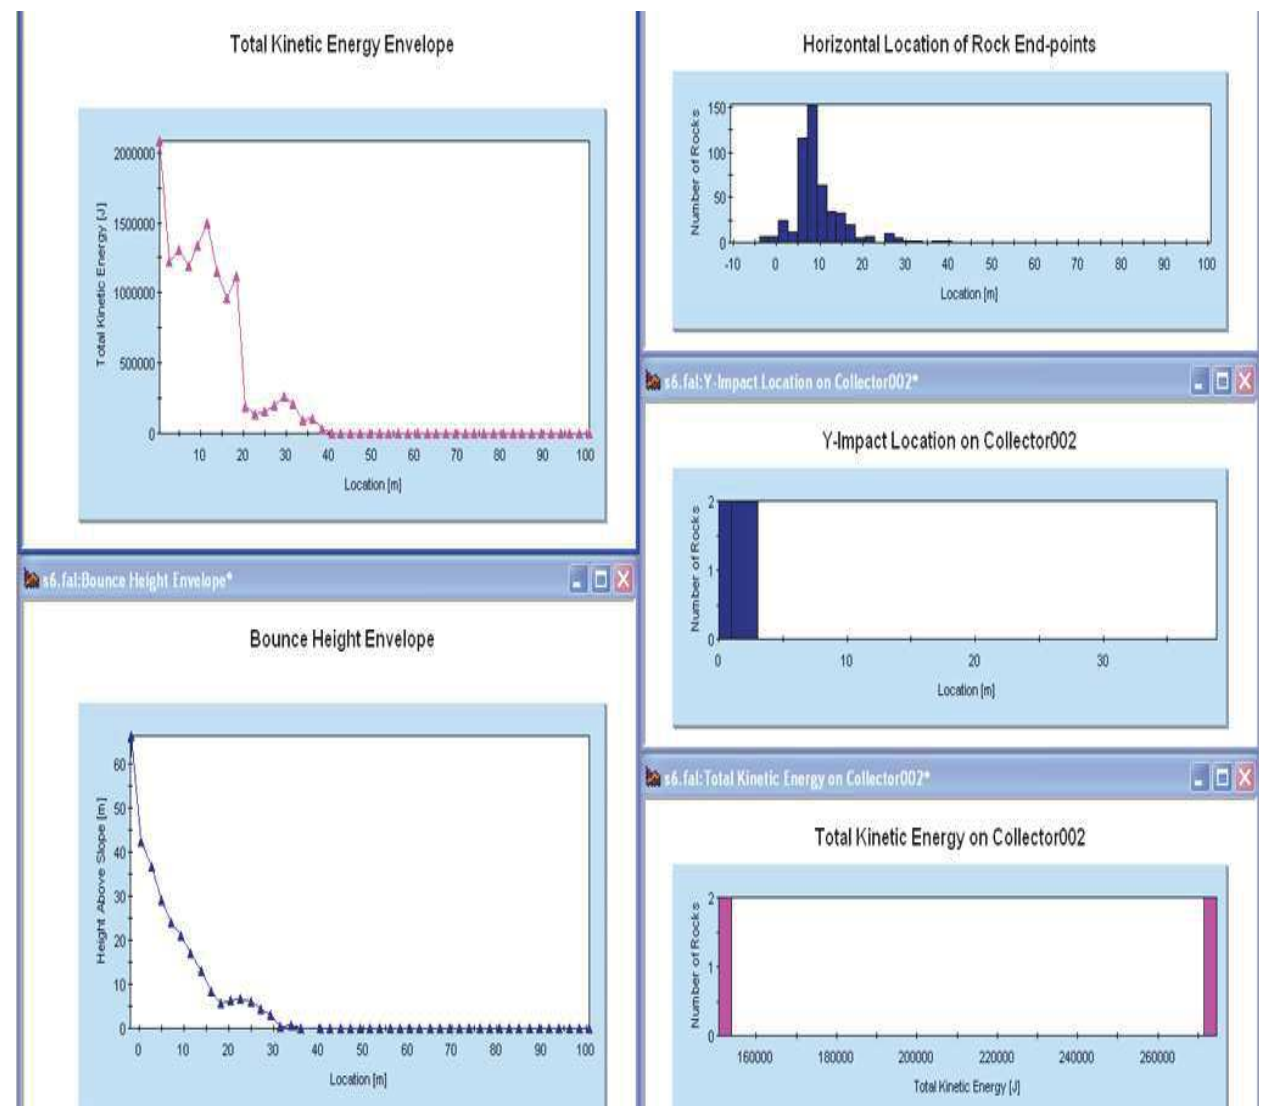 Total Kinetic Energy Envelope
Total Kinetic Energy [J]
2000000
1500000
1000000
500000
0
10 20 30 40 50 60 70 80 90 100
Location [m]
s6.fal:Bounce Height Envelope*
Bounce Height Envelope
Height Above Slope [m]
60
50
40
30
20
10
0
0 10 20 30 40 50 60 70 80 90 100
Location [m]
Horizontal Location of Rock End-points
Number of Rocks
150
100
50
0
-10 0 10 20 30 40 50 60 70 80 90 100
Location [m]
s6.fal:Y-Impact Location on Collector002*
Y-Impact Location on Collector002
Number of Rocks
2
1
0
0 10 20 30
Location [m]
s6.fal:Total Kinetic Energy on Collector002*
Total Kinetic Energy on Collector002
Number of Rocks
2
1
0
160000 180000 200000 220000 240000 260000
Total Kinetic Energy [J]